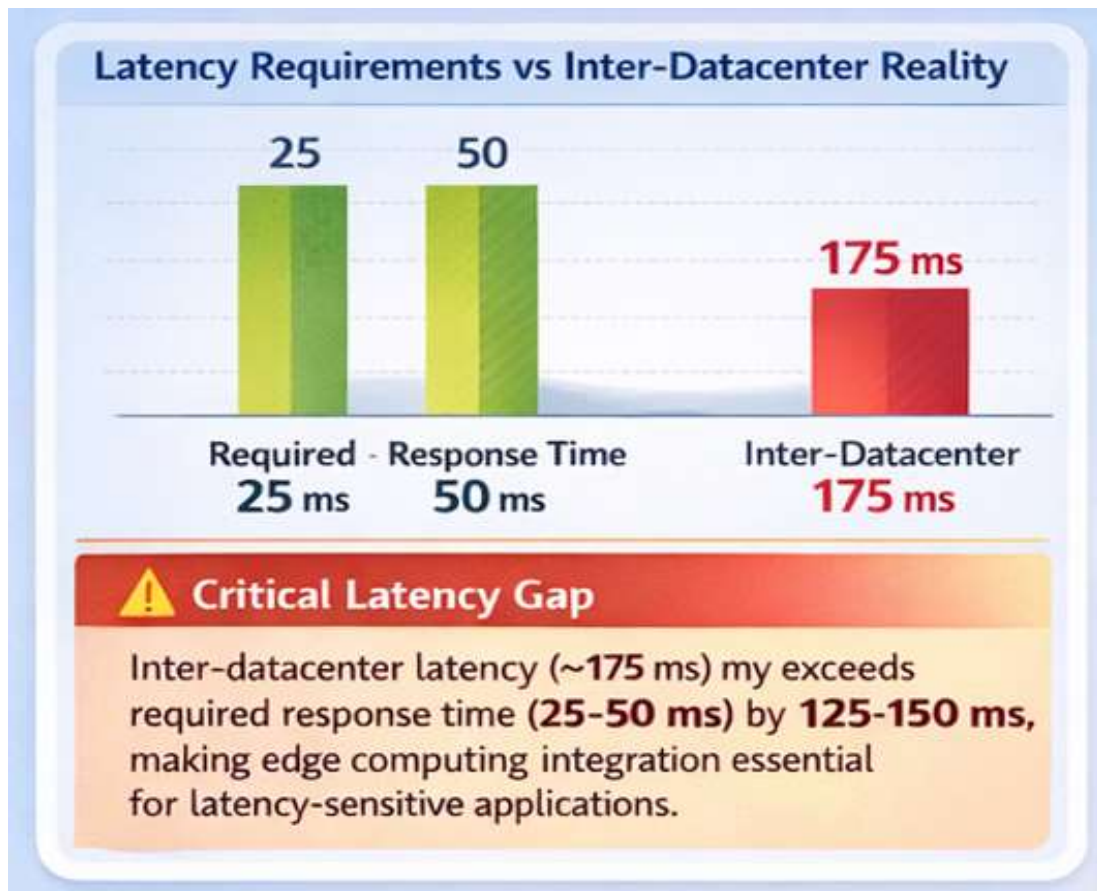 Latency Requirements vs Inter-Datacenter Reality
25 50
175 ms
Required - Response Time Inter-Datacenter
25 ms 50 ms 175 ms
Critical Latency Gap
Inter-datacenter latency (~175 ms) my exceeds
required response time (25-50 ms) by 125-150 ms,
making edge computing integration essential
for latency-sensitive applications.